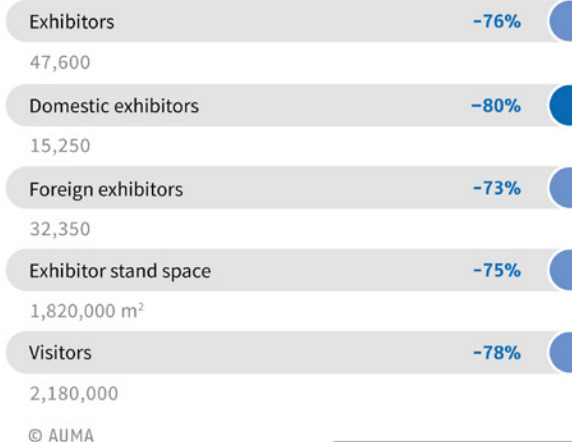 Exhibitors -76%
47,600
Domestic exhibitors -80%
15,250
Foreign exhibitors -73%
32,350
Exhibitor stand space -75%
1,820,000 m²
Visitors -78%
2,180,000
© AUMA